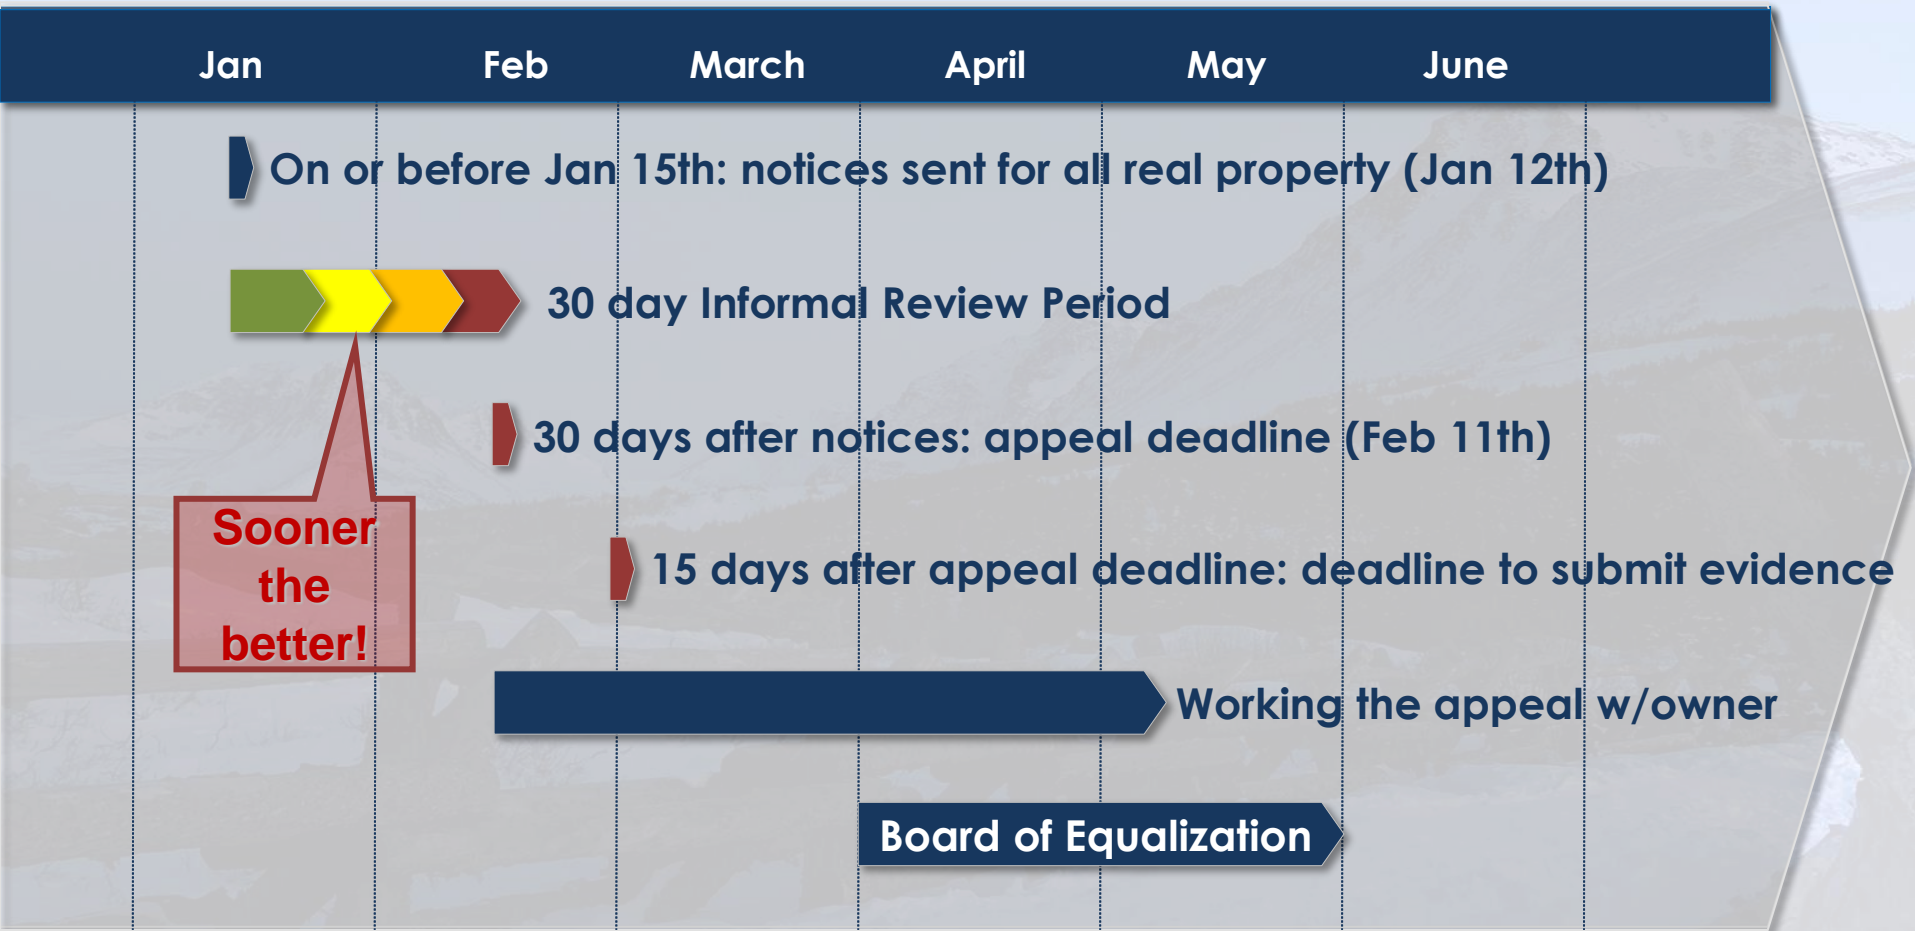 Jan Feb March April May June
On or before Jan 15th: notices sent for all real property (Jan 12th)
30 day Informal Review Period
30 days after notices: appeal deadline (Feb 11th)
Sooner
the
better!
15 days after appeal deadline: deadline to submit evidence
Working the appeal w/owner
Board of Equalization